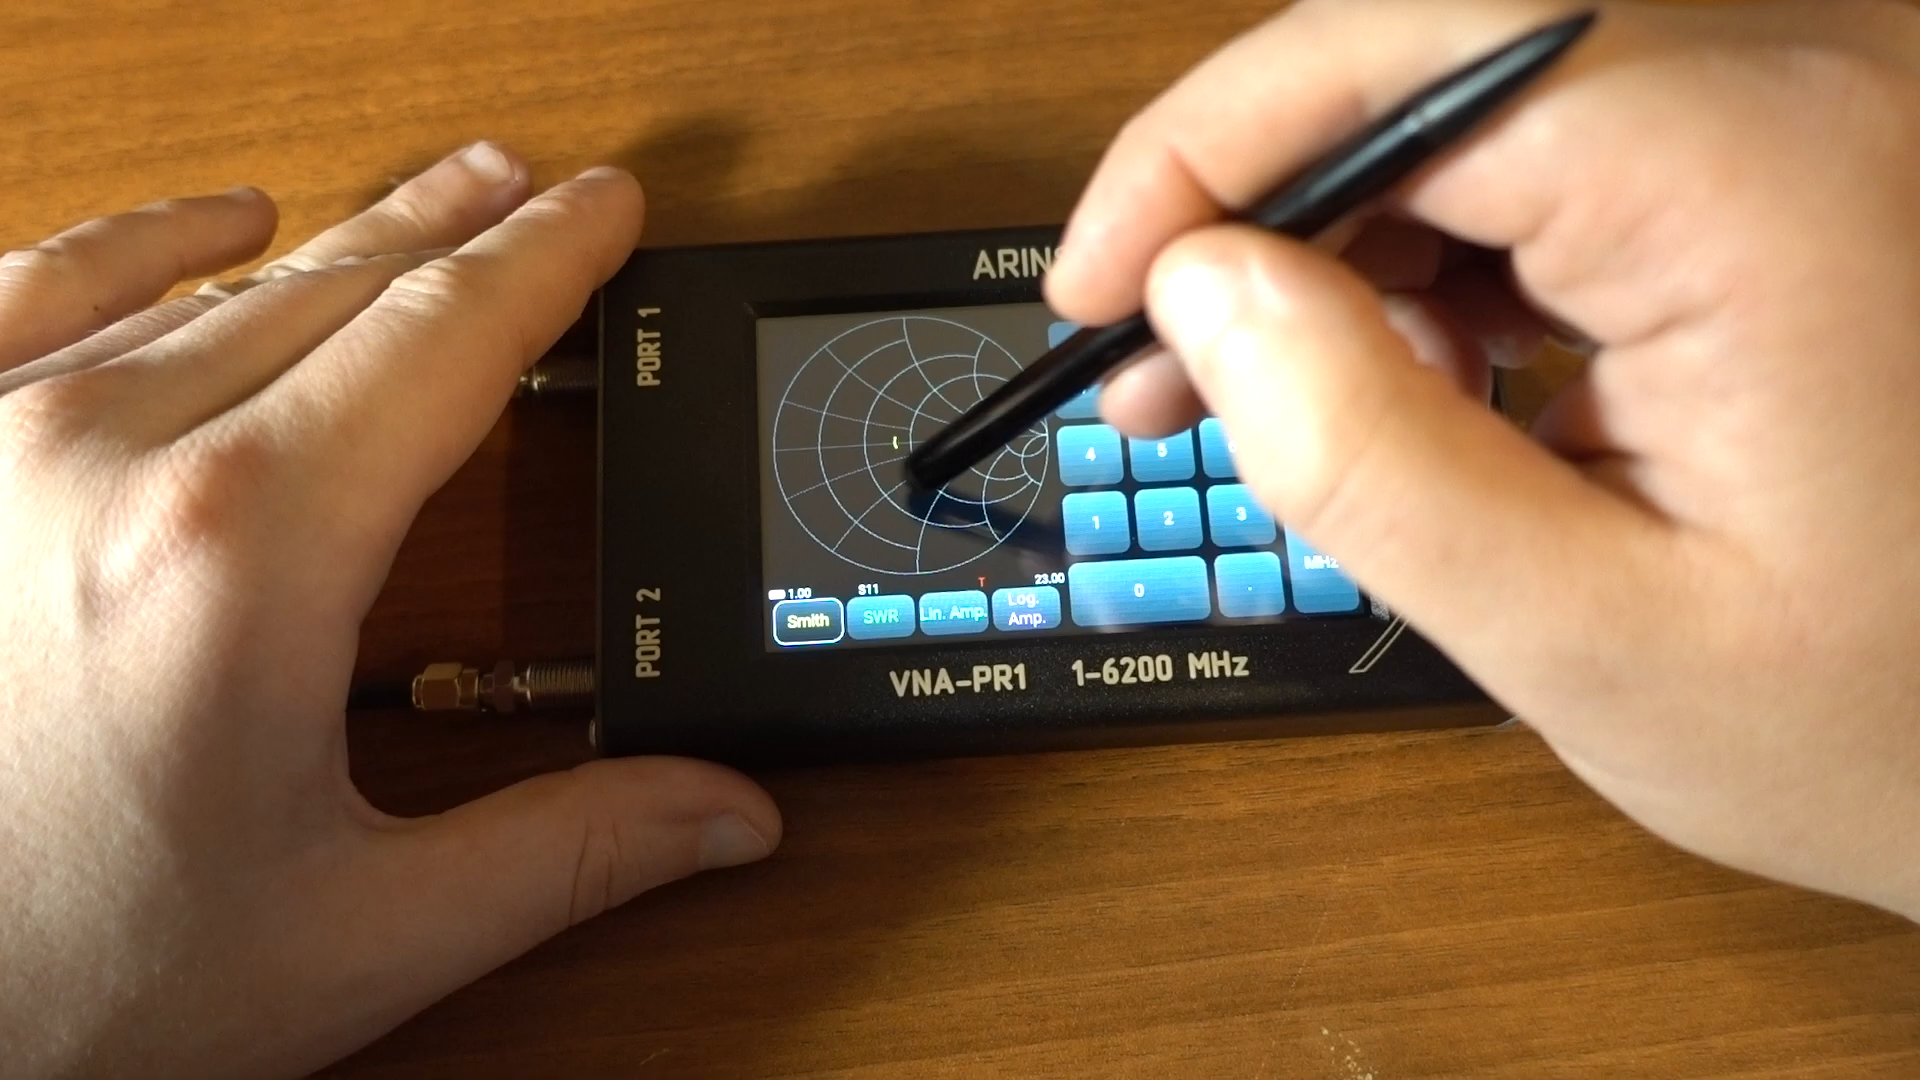 ARIN
PORT 1
PORT 2
4
5
1
2
3
MHz
0
.
1.00
S11
T
23.00
Smith
SWR
Lin. Amp.
Log.
Amp.
VNA-PR1 1-6200 MHz